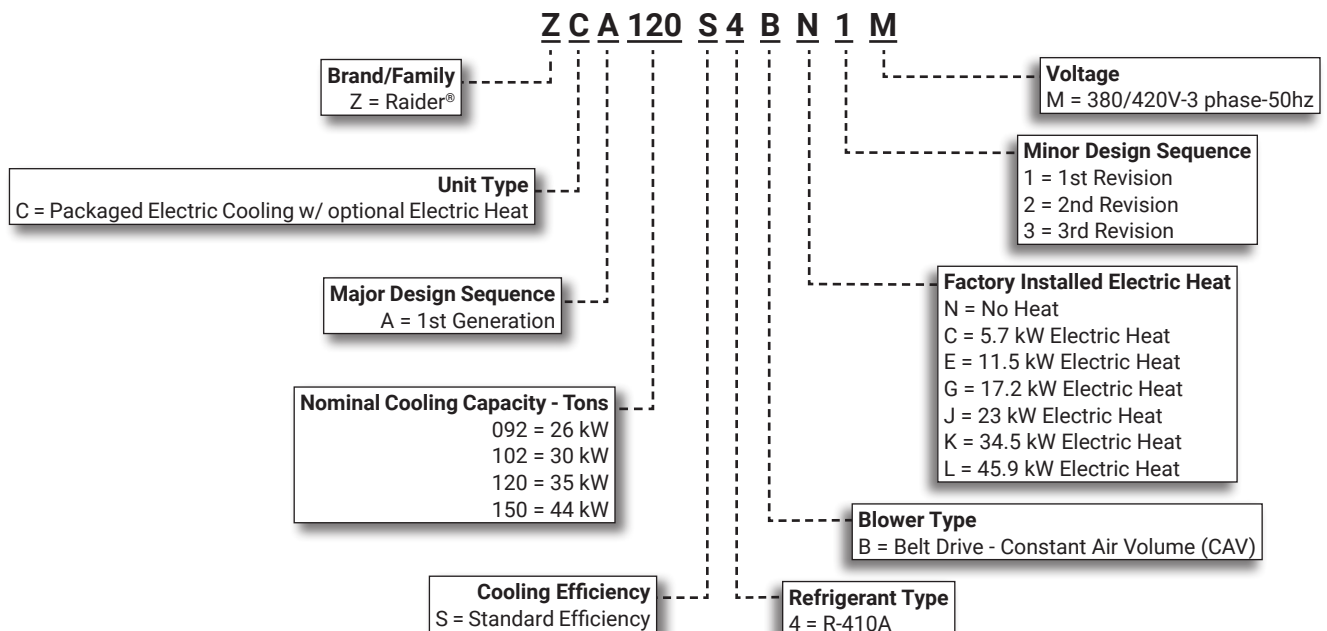 Z C A 120 S 4 B N 1 M
Brand/Family
Z = Raider®
Unit Type
C = Packaged Electric Cooling w/ optional Electric Heat
Major Design Sequence
A = 1st Generation
Nominal Cooling Capacity - Tons
092 = 26 kW
102 = 30 kW
120 = 35 kW
150 = 44 kW
Cooling Efficiency
S = Standard Efficiency
Voltage
M = 380/420V-3 phase-50hz
Minor Design Sequence
1 = 1st Revision
2 = 2nd Revision
3 = 3rd Revision
Factory Installed Electric Heat
N = No Heat
C = 5.7 kW Electric Heat
E = 11.5 kW Electric Heat
G = 17.2 kW Electric Heat
J = 23 kW Electric Heat
K = 34.5 kW Electric Heat
L = 45.9 kW Electric Heat
Blower Type
B = Belt Drive - Constant Air Volume (CAV)
Refrigerant Type
4 = R-410A